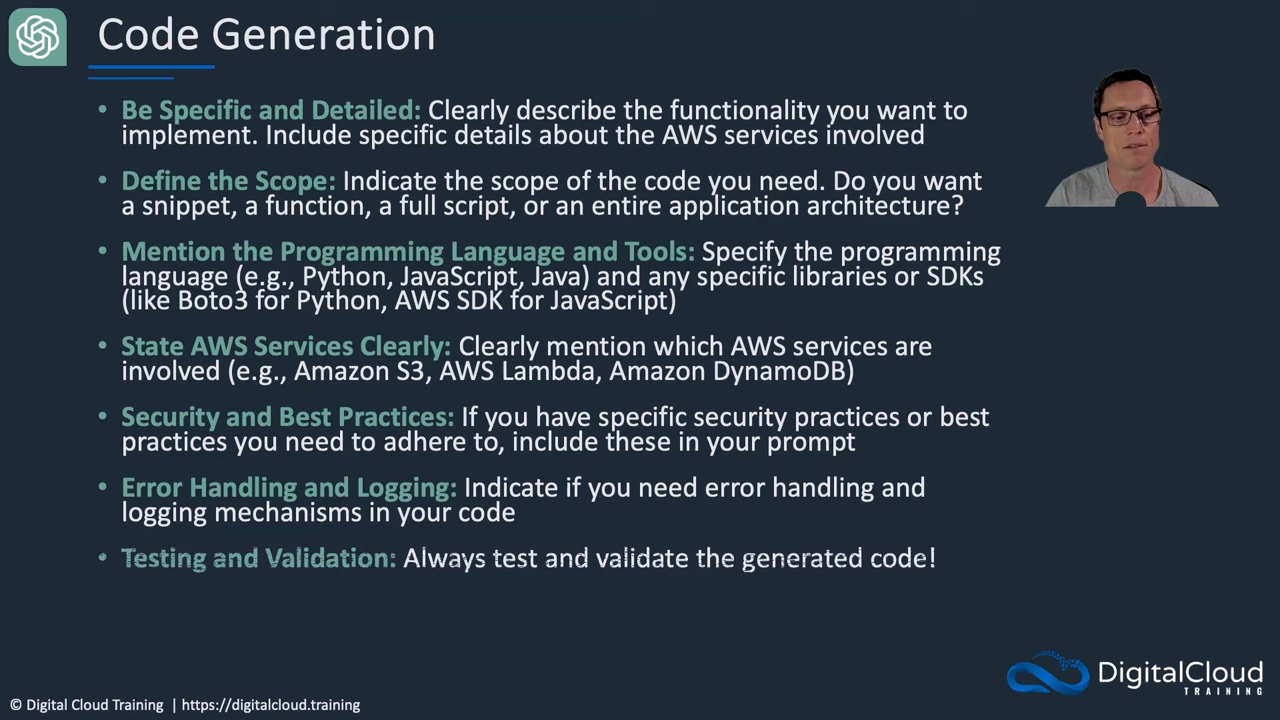 Code Generation
• Be Specific and Detailed: Clearly describe the functionality you want to
implement. Include specific details about the AWS services involved
• Define the Scope: Indicate the scope of the code you need. Do you want
a snippet, a function, a full script, or an entire application architecture?
• Mention the Programming Language and Tools: Specify the programming
language (e.g., Python, JavaScript, Java) and any specific libraries or SDKs
(like Boto3 for Python, AWS SDK for JavaScript)
• State AWS Services Clearly: Clearly mention which AWS services are
involved (e.g., Amazon S3, AWS Lambda, Amazon DynamoDB)
• Security and Best Practices: If you have specific security practices or best
practices you need to adhere to, include these in your prompt
• Error Handling and Logging: Indicate if you need error handling and
logging mechanisms in your code
• Testing and Validation: Always test and validate the generated code!
DigitalCloud
TRAINING
© Digital Cloud Training | https://digitalcloud.training